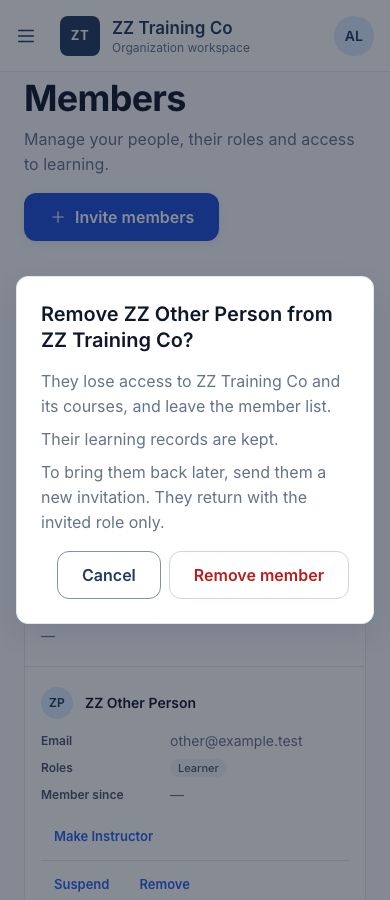 ZT
ZZ Training Co
Organization workspace
AL
Members
Manage your people, their roles and access
to learning.
+ Invite members
Remove ZZ Other Person from
ZZ Training Co?
They lose access to ZZ Training Co and
its courses, and leave the member list.
Their learning records are kept.
To bring them back later, send them a
new invitation. They return with the
invited role only.
Cancel
Remove member
—
ZP
ZZ Other Person
Email
other@example.test
Roles
Learner
Member since
—
Make Instructor
Suspend
Remove